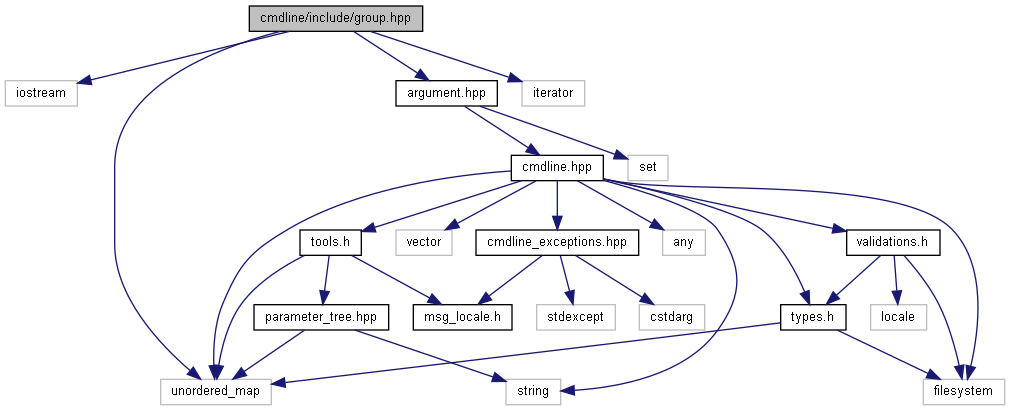 cmdline/include/group.hpp
iostream
argument.hpp
iterator
cmdline.hpp
set
tools.h
vector
cmdline_exceptions.hpp
any
validations.h
parameter_tree.hpp
msg_locale.h
stdexcept
cstdarg
types.h
locale
unordered_map
string
filesystem